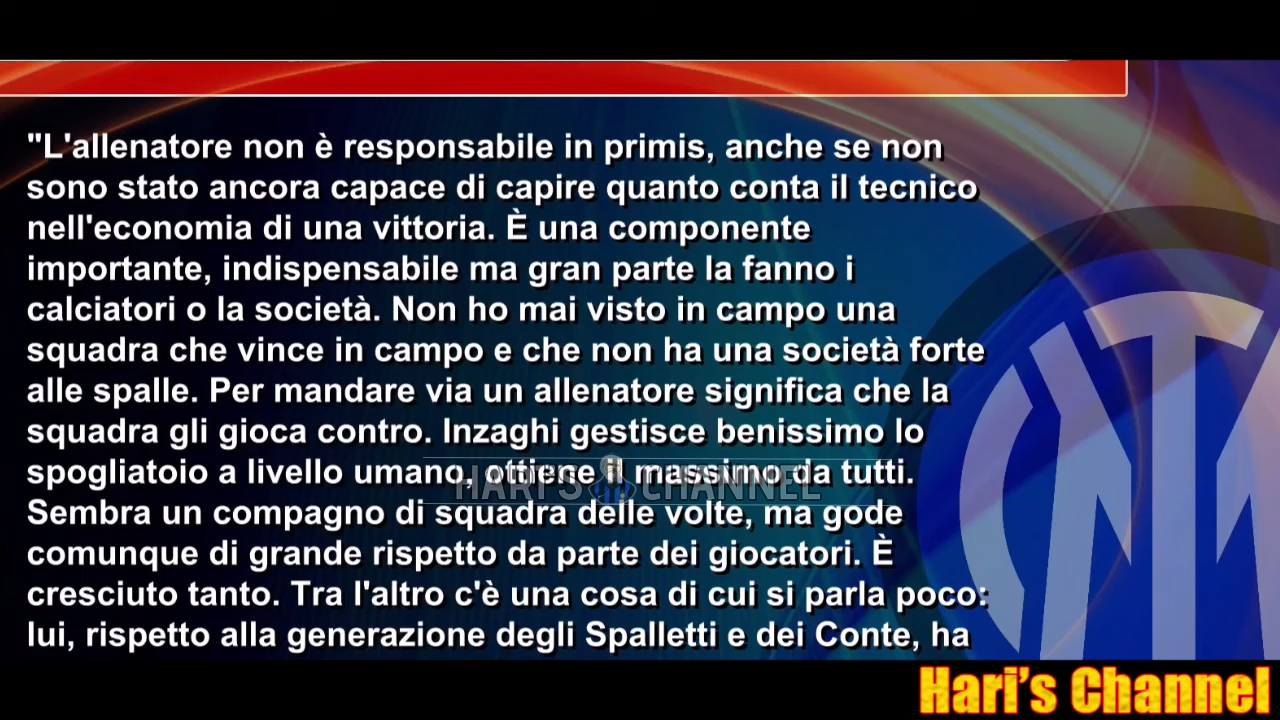 "L'allenatore non è responsabile in primis, anche se non
sono stato ancora capace di capire quanto conta il tecnico
nell'economia di una vittoria. È una componente
importante, indispensabile ma gran parte la fanno i
calciatori o la società. Non ho mai visto in campo una
squadra che vince in campo e che non ha una società forte
alle spalle. Per mandare via un allenatore significa che la
squadra gli gioca contro. Inzaghi gestisce benissimo lo
spogliatoio a livello umano, ottiene il massimo da tutti.
HARI'S CHANNEL
Sembra un compagno di squadra delle volte, ma gode
comunque di grande rispetto da parte dei giocatori. È
cresciuto tanto. Tra l'altro c'è una cosa di cui si parla poco:
lui, rispetto alla generazione degli Spalletti e dei Conte, ha
Hari's Channel